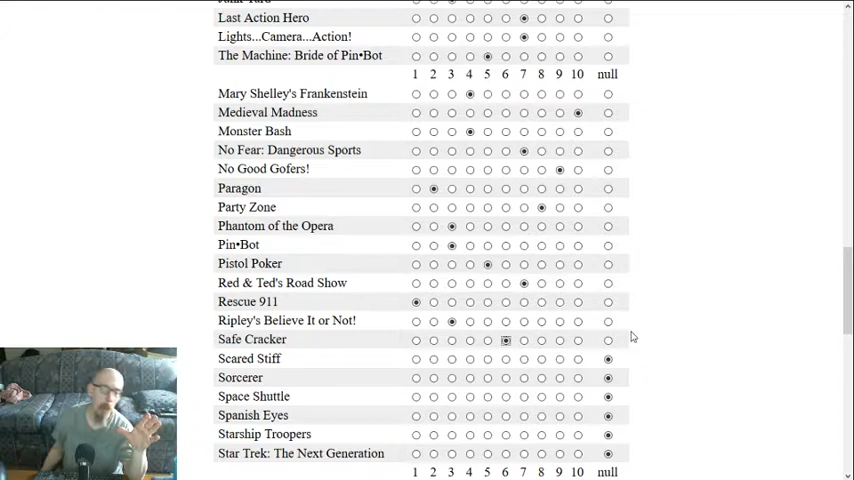 Last Action Hero
Lights...Camera...Action!
The Machine: Bride of Pin•Bot
1 2 3 4 5 6 7 8 9 10 null
Mary Shelley's Frankenstein
Medieval Madness
Monster Bash
No Fear: Dangerous Sports
No Good Gofers!
Paragon
Party Zone
Phantom of the Opera
Pin•Bot
Pistol Poker
Red & Ted's Road Show
Rescue 911
Ripley's Believe It or Not!
Safe Cracker
Scared Stiff
Sorcerer
Space Shuttle
Spanish Eyes
Starship Troopers
Star Trek: The Next Generation
1 2 3 4 5 6 7 8 9 10 null